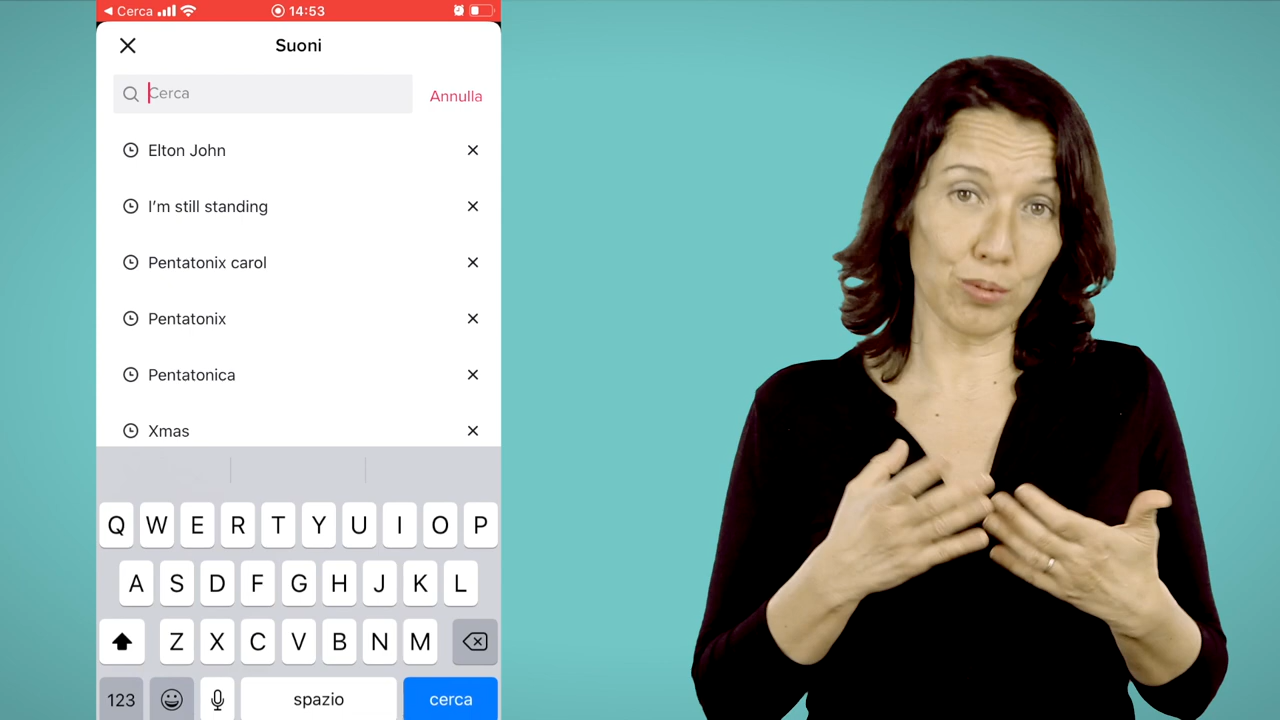 Cerca 14:53
Suoni
Cerca Annulla
Elton John
I'm still standing
Pentatonix carol
Pentatonix
Pentatonica
Xmas
Q W E R T Y U I O P
A S D F G H J K L
Z X C V B N M
123 spazio cerca